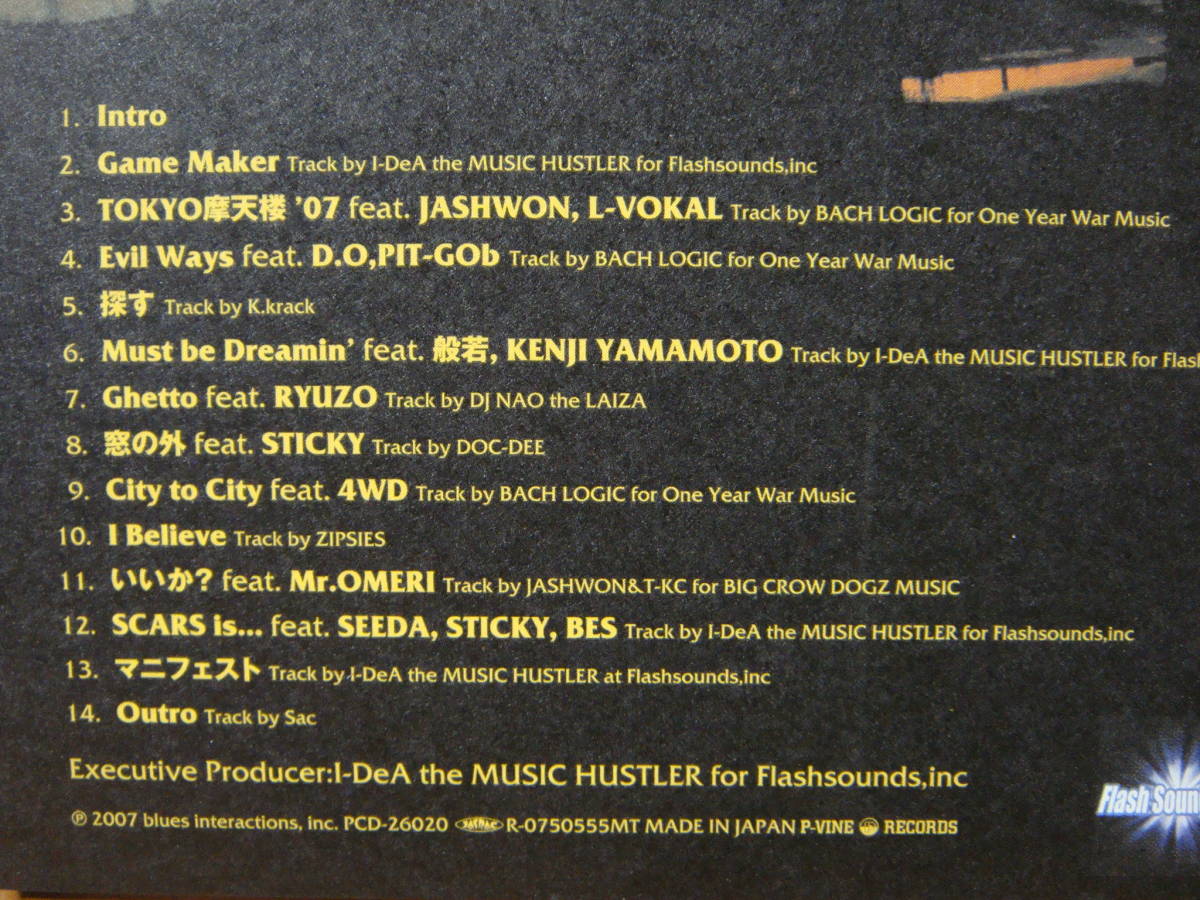 1. Intro
2. Game Maker Track by I-DeA the MUSIC HUSTLER for Flashsounds,inc
3. TOKYO摩天楼 '07 feat. JASHWON, L-VOKAL Track by BACH LOGIC for One Year War Music
4. Evil Ways feat. D.O,PIT-GOb Track by BACH LOGIC for One Year War Music
5. 探す Track by K.krack
6. Must be Dreamin' feat. 般若, KENJI YAMAMOTO Track by I-DeA the MUSIC HUSTLER for
7. Ghetto feat. RYUZO Track by DJ NAO the LAIZA
8. 窓の外 feat. STICKY Track by DOC-DEE
9. City to City feat. 4WD Track by BACH LOGIC for One Year War Music
10. I Believe Track by ZIPSIES
11. いいか? feat. Mr.OMERI Track by JASHWON&T-KC for BIG CROW DOGZ MUSIC
12. SCARS is... feat. SEEDA, STICKY, BES Track by I-DeA the MUSIC HUSTLER for Flashsounds,inc
13. マニフェスト Track by I-DeA the MUSIC HUSTLER at Flashsounds,inc
14. Outro Track by Sac
Executive Producer:I-DeA the MUSIC HUSTLER for Flashsounds,inc
Flash
℗ 2007 blues interactions, inc. PCD-26020 R-0750555MT MADE IN JAPAN P-VINE RECORDS